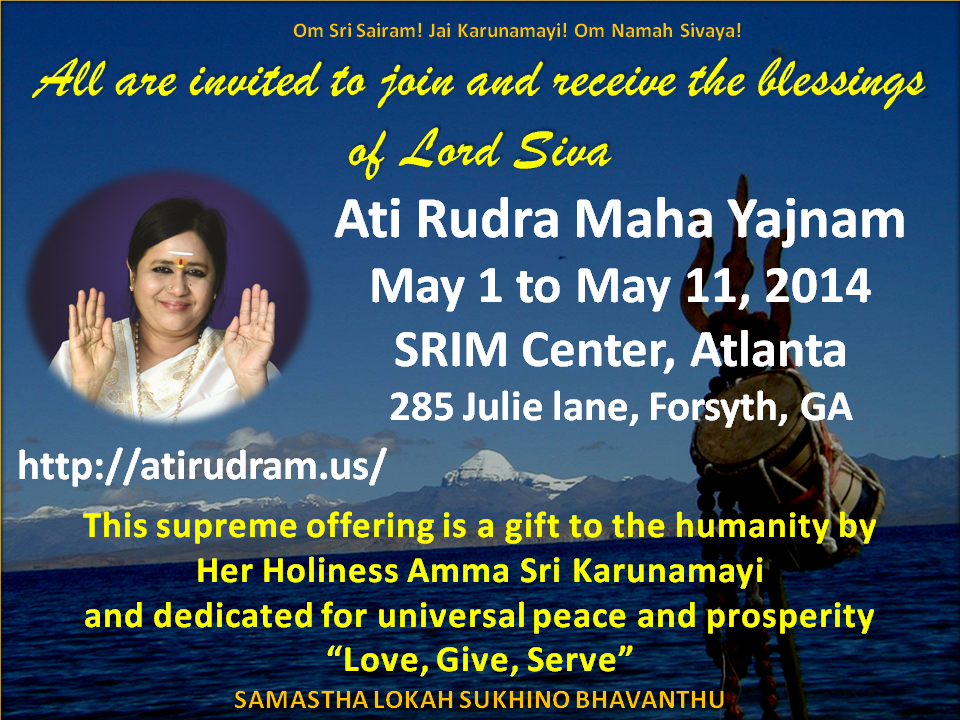 Om Sri Sairam! Jai Karunamayi! Om Namah Sivaya!
All are invited to join and receive the blessings
of Lord Siva
Ati Rudra Maha Yajnam
May 1 to May 11, 2014
SRIM Center, Atlanta
285 Julie lane, Forsyth, GA
http://atirudram.us/
This supreme offering is a gift to the humanity by
Her Holiness Amma Sri Karunamayi
and dedicated for universal peace and prosperity
“Love, Give, Serve”
SAMASTHA LOKAH SUKHINO BHAVANTHU